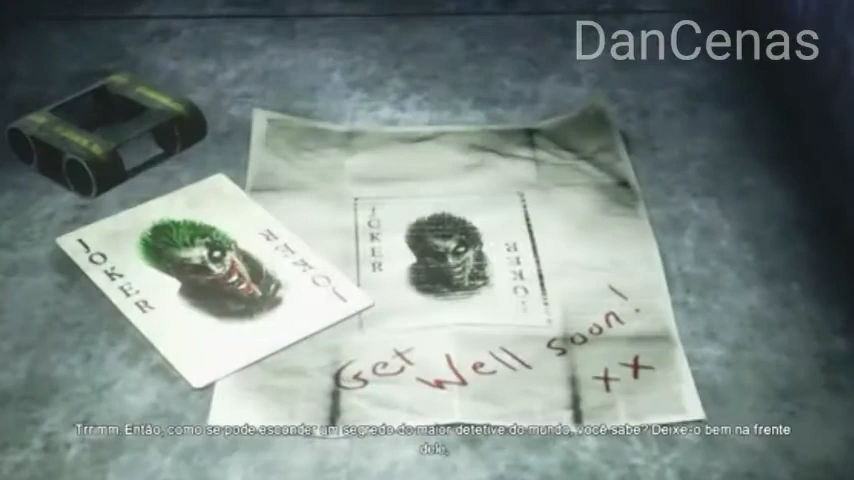 DanCenas
JOKER
JOKER
JOKER
JOKER
Get Well soon!
xx
Trrimm. Então, como se pode esconder um segredo do maior detetive do mundo. Você sabe? Deixe-o bem na frente
dele,